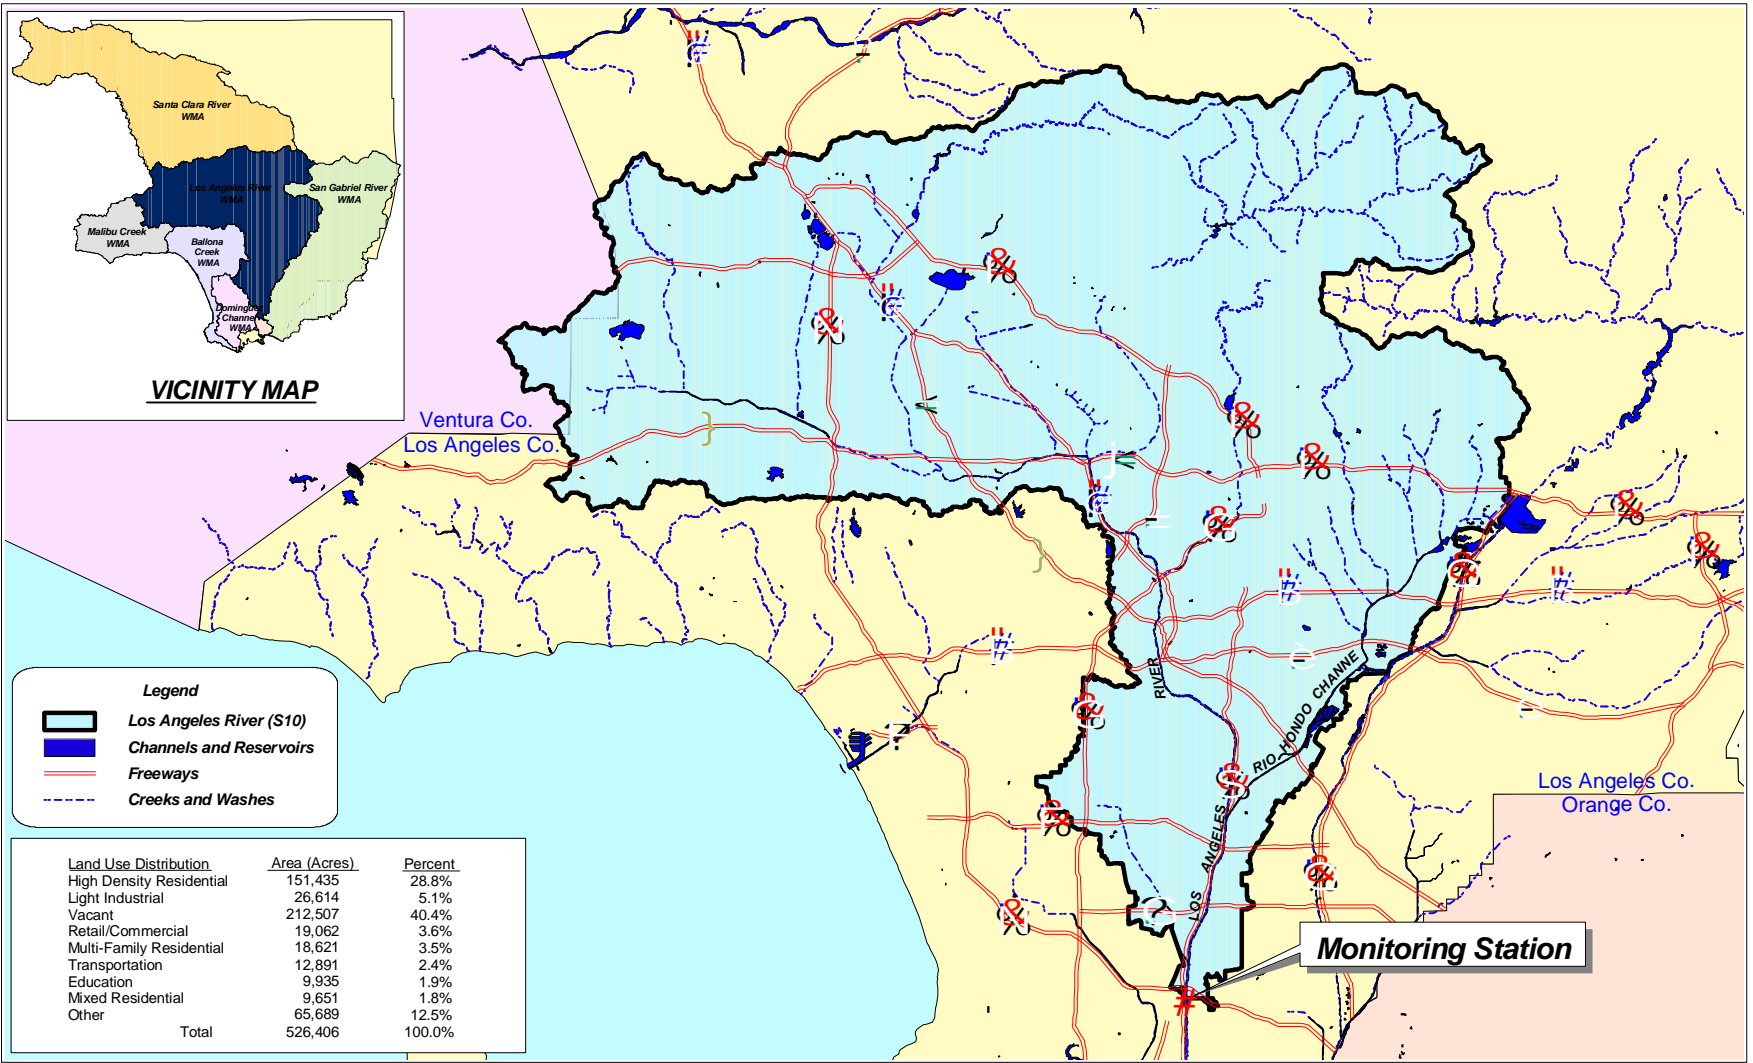 Santa Clara River
WMA
Los Angeles River
WMA
San Gabriel River
WMA
Malibu Creek
WMA
Ballona
Creek
WMA
Dominguez
Channel
WMA
VICINITY MAP
Ventura Co.
Los Angeles Co.
RIVER
RIO HONDO CHANNE
LOS ANGELES
Los Angeles Co.
Orange Co.
Monitoring Station
Legend
Los Angeles River (S10)
Channels and Reservoirs
Freeways
Creeks and Washes
Land Use Distribution Area (Acres) Percent
High Density Residential 151,435 28.8%
Light Industrial 26,614 5.1%
Vacant 212,507 40.4%
Retail/Commercial 19,062 3.6%
Multi-Family Residential 18,621 3.5%
Transportation 12,891 2.4%
Education 9,935 1.9%
Mixed Residential 9,651 1.8%
Other 65,689 12.5%
Total 526,406 100.0%